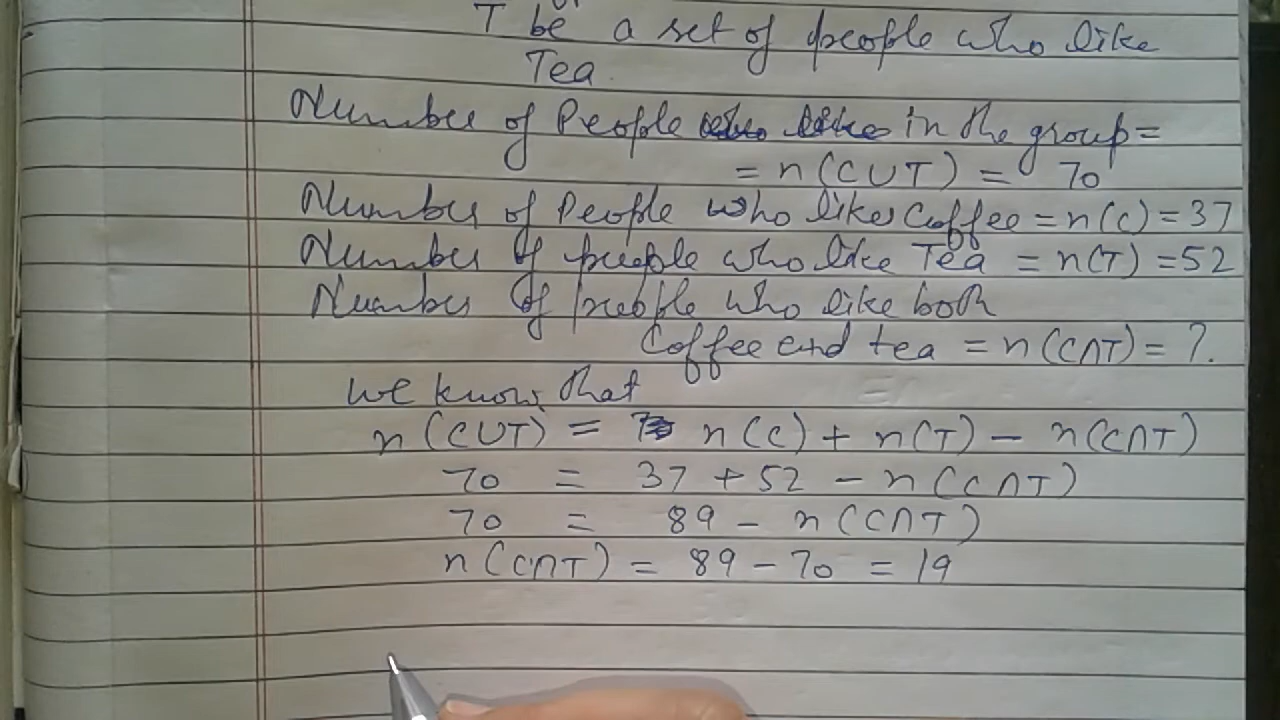 T be a set of people who like
Tea.
Number of People who like in the group =
= n(C∪T) = 70
Number of People who likes Coffee = n(C) = 37
Number of people who like Tea = n(T) = 52
Number of people who like both
Coffee and tea = n(C∩T) = ?.
we know that
n(C∪T) = n(C) + n(T) - n(C∩T)
70 = 37 + 52 - n(C∩T)
70 = 89 - n(C∩T)
n(C∩T) = 89 - 70 = 19